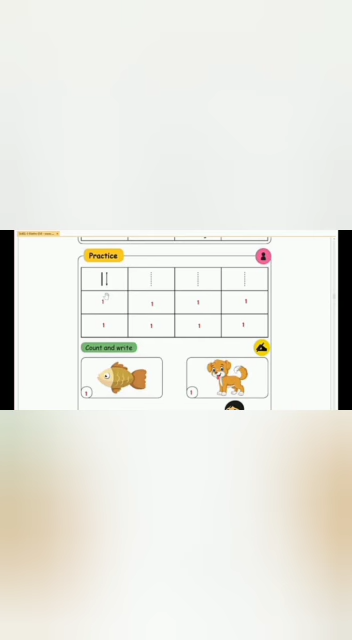 Practice
1 1 1 1
1 1 1 1
Count and write
1 1